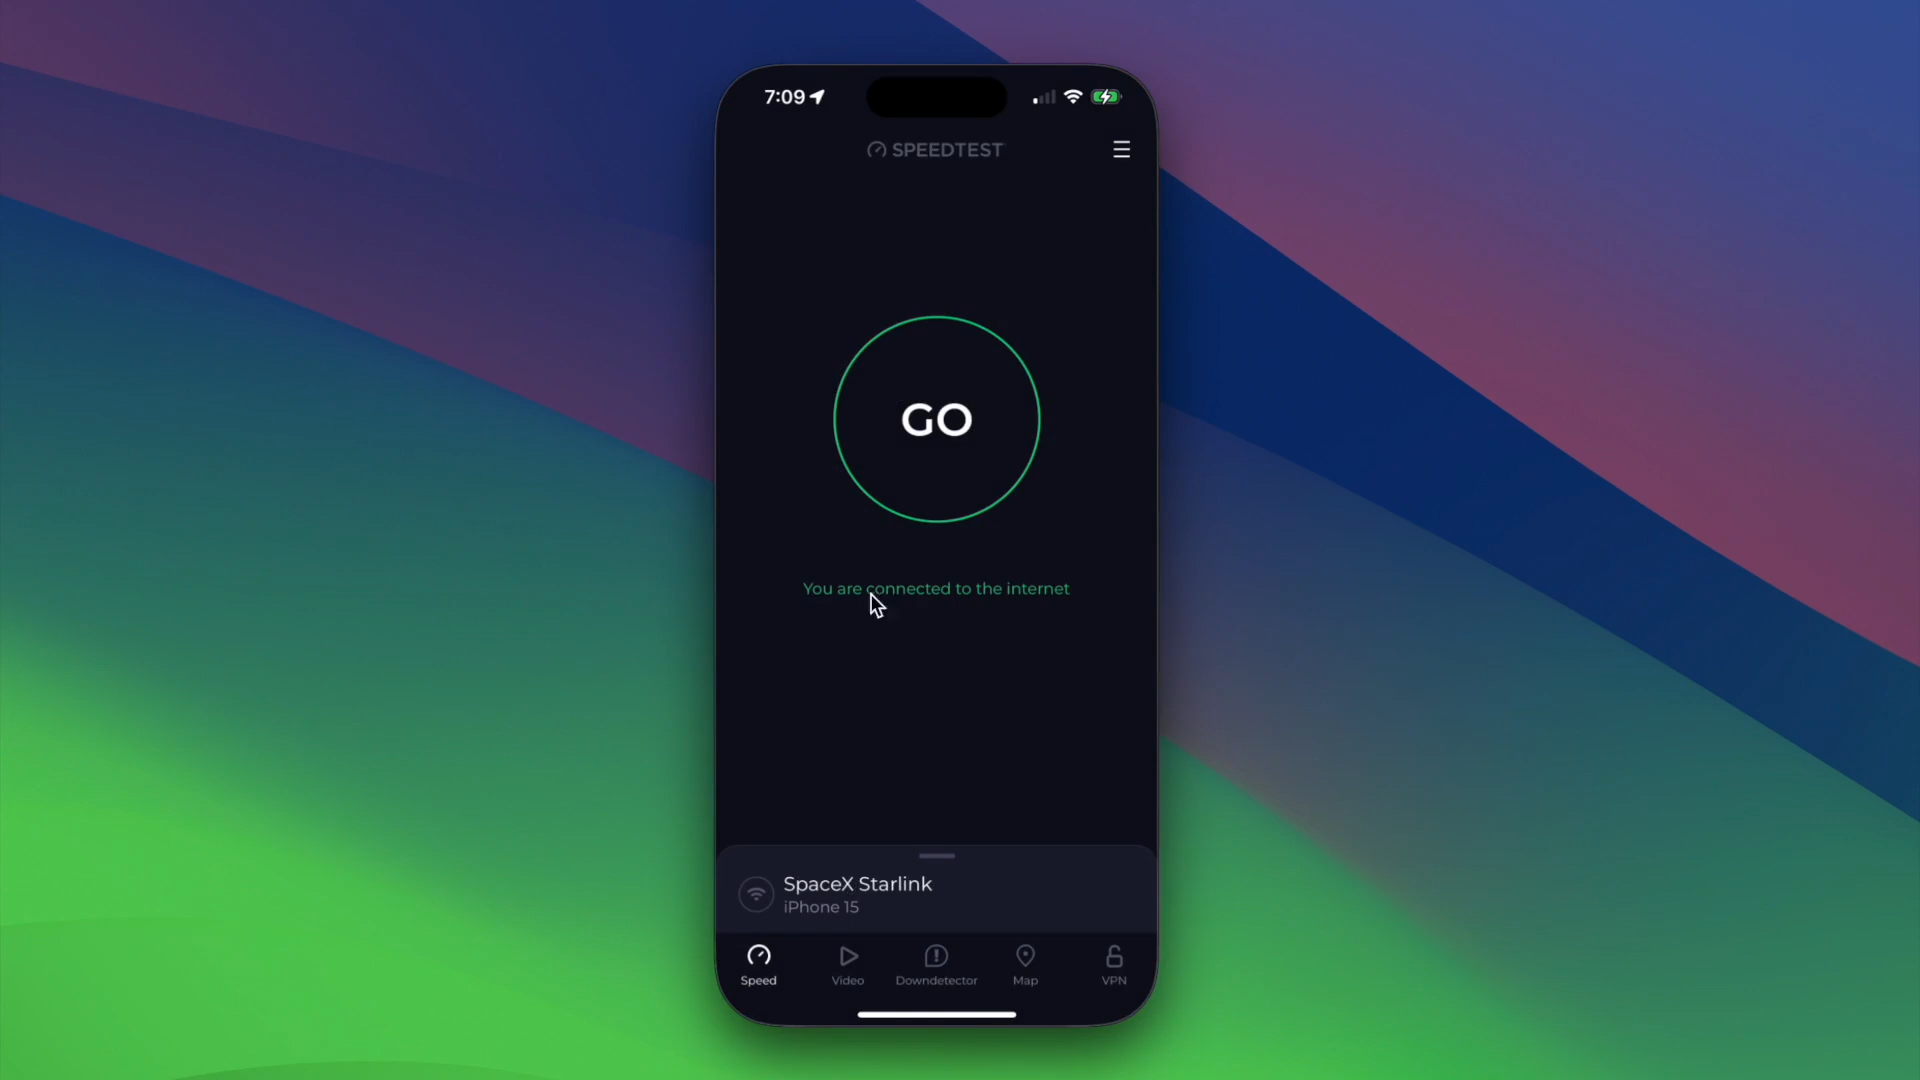 7:09
SPEEDTEST
GO
You are connected to the internet
SpaceX Starlink
iPhone 15
Speed
Video
Downdetector
Map
VPN